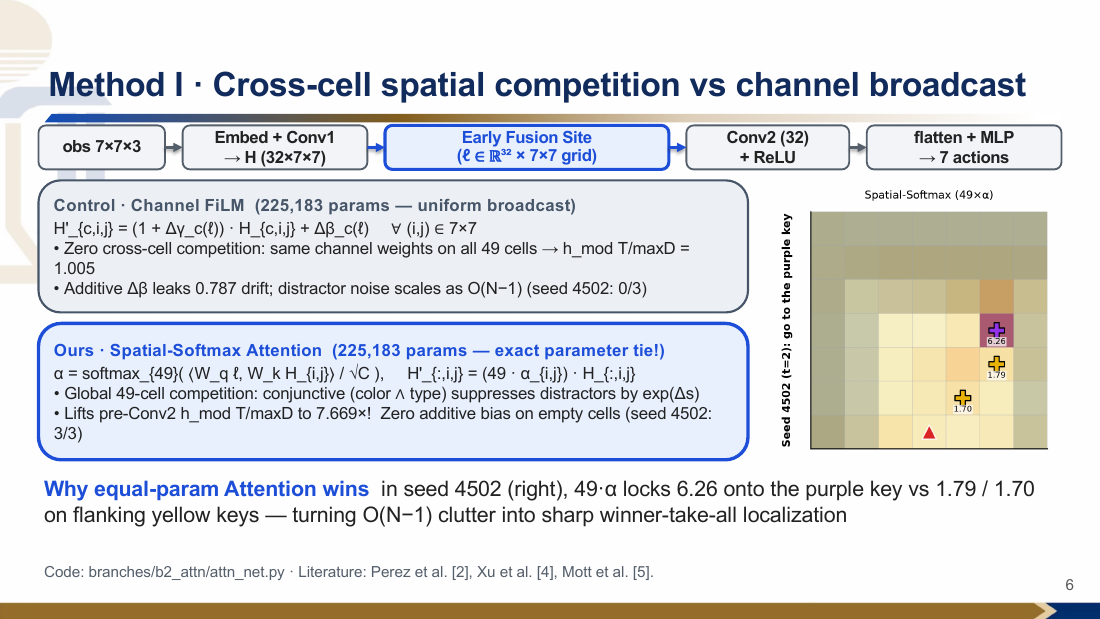 Method I · Cross-cell spatial competition vs channel broadcast
obs 7×7×3
Embed + Conv1
→ H (32×7×7)
Early Fusion Site
(ℓ ∈ ℝ³² × 7×7 grid)
Conv2 (32)
+ ReLU
flatten + MLP
→ 7 actions
Control · Channel FiLM (225,183 params — uniform broadcast)
H'_{c,i,j} = (1 + Δγ_c(ℓ)) · H_{c,i,j} + Δβ_c(ℓ) ∀ (i,j) ∈ 7×7
• Zero cross-cell competition: same channel weights on all 49 cells → h_mod T/maxD =
1.005
• Additive Δβ leaks 0.787 drift; distractor noise scales as O(N−1) (seed 4502: 0/3)
Ours · Spatial-Softmax Attention (225,183 params — exact parameter tie!)
α = softmax_{49}( ⟨W_q ℓ, W_k H_{i,j}⟩ / √C ), H'_{:,i,j} = (49 · α_{i,j}) · H_{:,i,j}
• Global 49-cell competition: conjunctive (color ∧ type) suppresses distractors by exp(Δs)
• Lifts pre-Conv2 h_mod T/maxD to 7.669×! Zero additive bias on empty cells (seed 4502:
3/3)
Spatial-Softmax (49×α)
Seed 4502 (t=2): go to the purple key
6.26
1.79
1.70
Why equal-param Attention wins in seed 4502 (right), 49·α locks 6.26 onto the purple key vs 1.79 / 1.70
on flanking yellow keys — turning O(N−1) clutter into sharp winner-take-all localization
Code: branches/b2_attn/attn_net.py · Literature: Perez et al. [2], Xu et al. [4], Mott et al. [5].
6